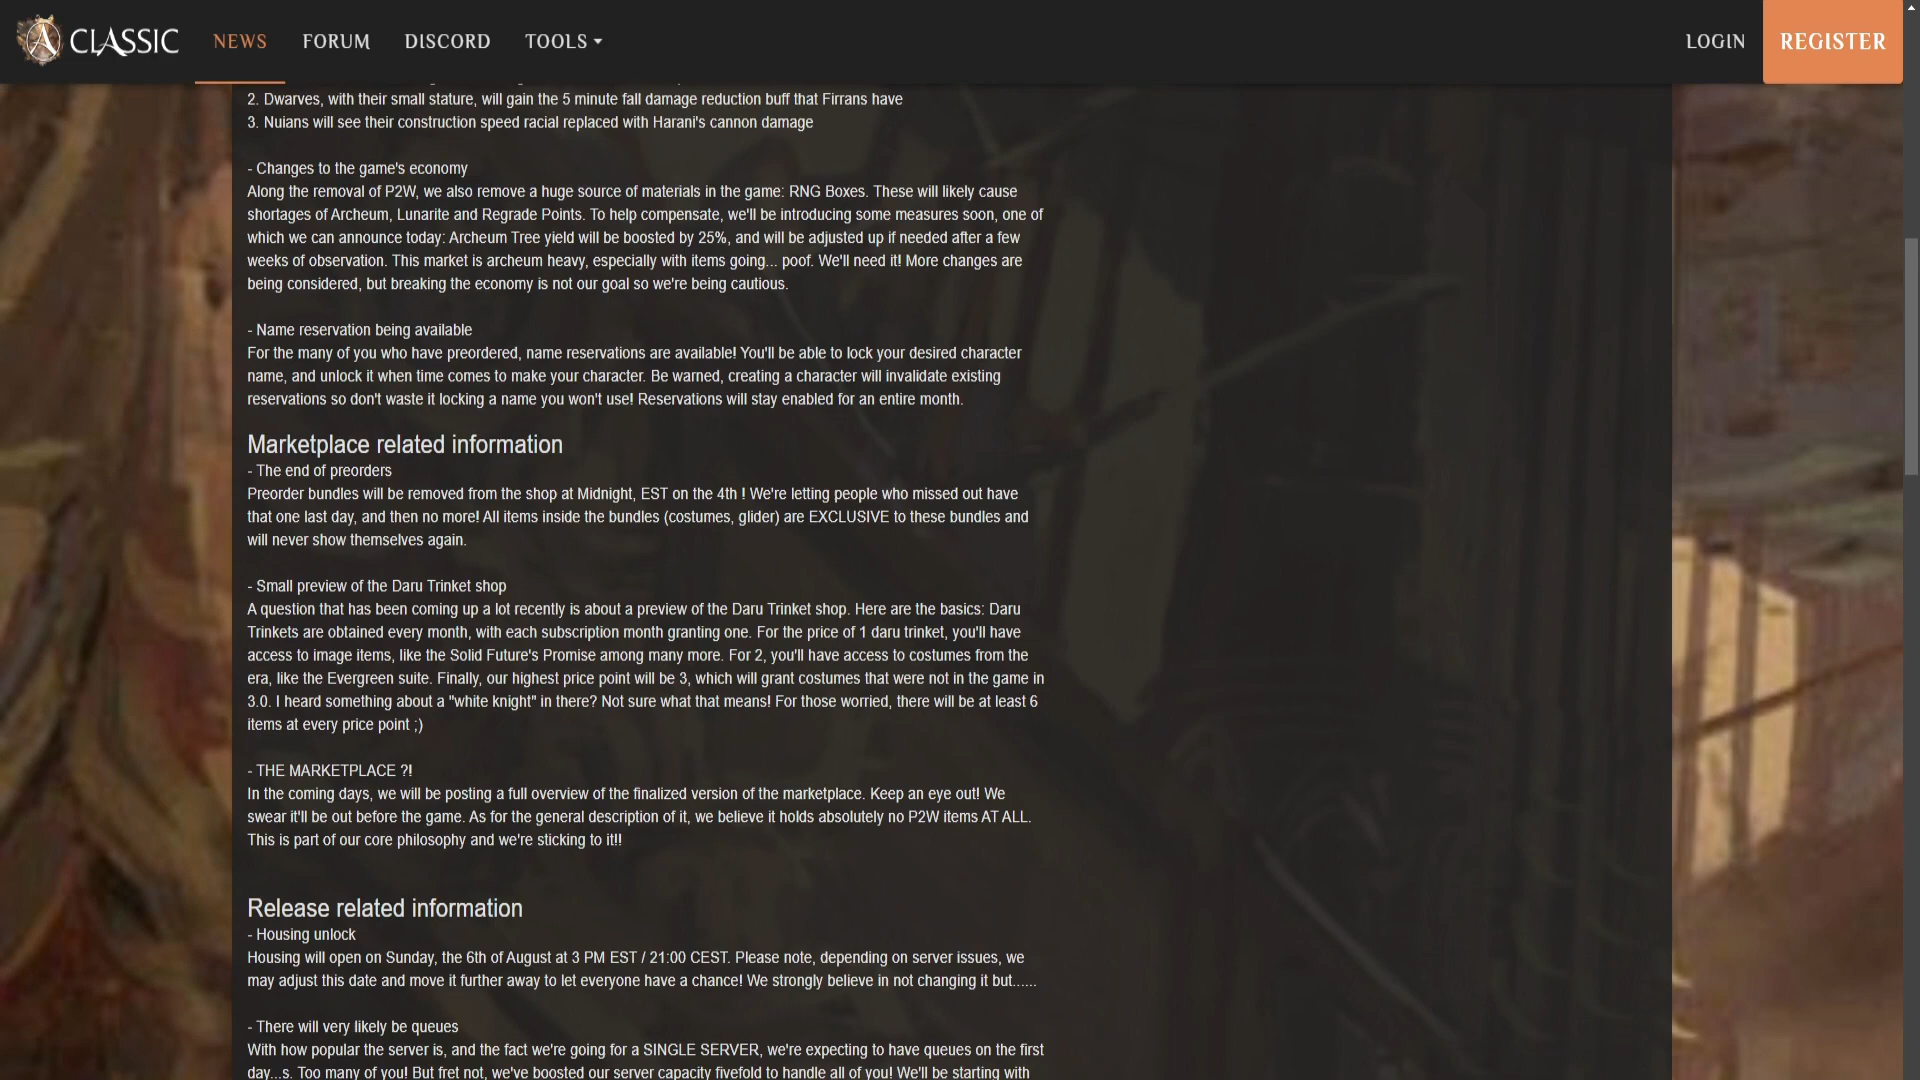 CLASSIC NEWS FORUM DISCORD TOOLS LOGIN REGISTER
2. Dwarves, with their small stature, will gain the 5 minute fall damage reduction buff that Firrans have
3. Nuians will see their construction speed racial replaced with Harani's cannon damage
- Changes to the game's economy
Along the removal of P2W, we also remove a huge source of materials in the game: RNG Boxes. These will likely cause
shortages of Archeum, Lunarite and Regrade Points. To help compensate, we'll be introducing some measures soon, one of
which we can announce today: Archeum Tree yield will be boosted by 25%, and will be adjusted up if needed after a few
weeks of observation. This market is archeum heavy, especially with items going... poof. We'll need it! More changes are
being considered, but breaking the economy is not our goal so we're being cautious.
- Name reservation being available
For the many of you who have preordered, name reservations are available! You'll be able to lock your desired character
name, and unlock it when time comes to make your character. Be warned, creating a character will invalidate existing
reservations so don't waste it locking a name you won't use! Reservations will stay enabled for an entire month.
Marketplace related information
- The end of preorders
Preorder bundles will be removed from the shop at Midnight, EST on the 4th ! We're letting people who missed out have
that one last day, and then no more! All items inside the bundles (costumes, glider) are EXCLUSIVE to these bundles and
will never show themselves again.
- Small preview of the Daru Trinket shop
A question that has been coming up a lot recently is about a preview of the Daru Trinket shop. Here are the basics: Daru
Trinkets are obtained every month, with each subscription month granting one. For the price of 1 daru trinket, you'll have
access to image items, like the Solid Future's Promise among many more. For 2, you'll have access to costumes from the
era, like the Evergreen suite. Finally, our highest price point will be 3, which will grant costumes that were not in the game in
3.0. I heard something about a "white knight" in there? Not sure what that means! For those worried, there will be at least 6
items at every price point ;)
- THE MARKETPLACE ?!
In the coming days, we will be posting a full overview of the finalized version of the marketplace. Keep an eye out! We
swear it'll be out before the game. As for the general description of it, we believe it holds absolutely no P2W items AT ALL.
This is part of our core philosophy and we're sticking to it!!
Release related information
- Housing unlock
Housing will open on Sunday, the 6th of August at 3 PM EST / 21:00 CEST. Please note, depending on server issues, we
may adjust this date and move it further away to let everyone have a chance! We strongly believe in not changing it but......
- There will very likely be queues
With how popular the server is, and the fact we're going for a SINGLE SERVER, we're expecting to have queues on the first
day...s. Too many of you! But fret not, we've boosted our server capacity fivefold to handle all of you! We'll be starting with